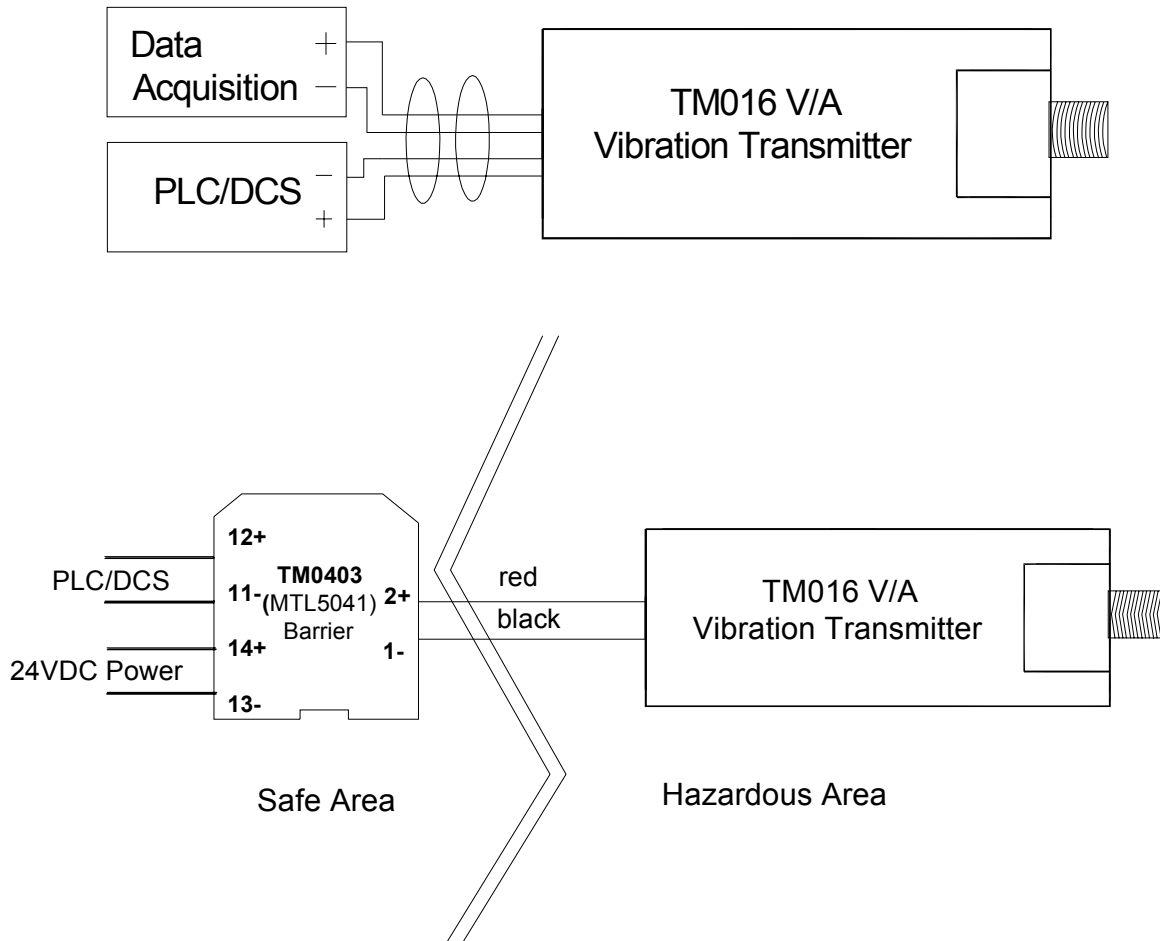 Data
Acquisition
+
−
PLC/DCS
−
+
TM016 V/A
Vibration Transmitter
12+
PLC/DCS
11-
TM0403
(MTL5041)
Barrier
2+
1-
14+
24VDC Power
13-
red
black
TM016 V/A
Vibration Transmitter
Safe Area
Hazardous Area